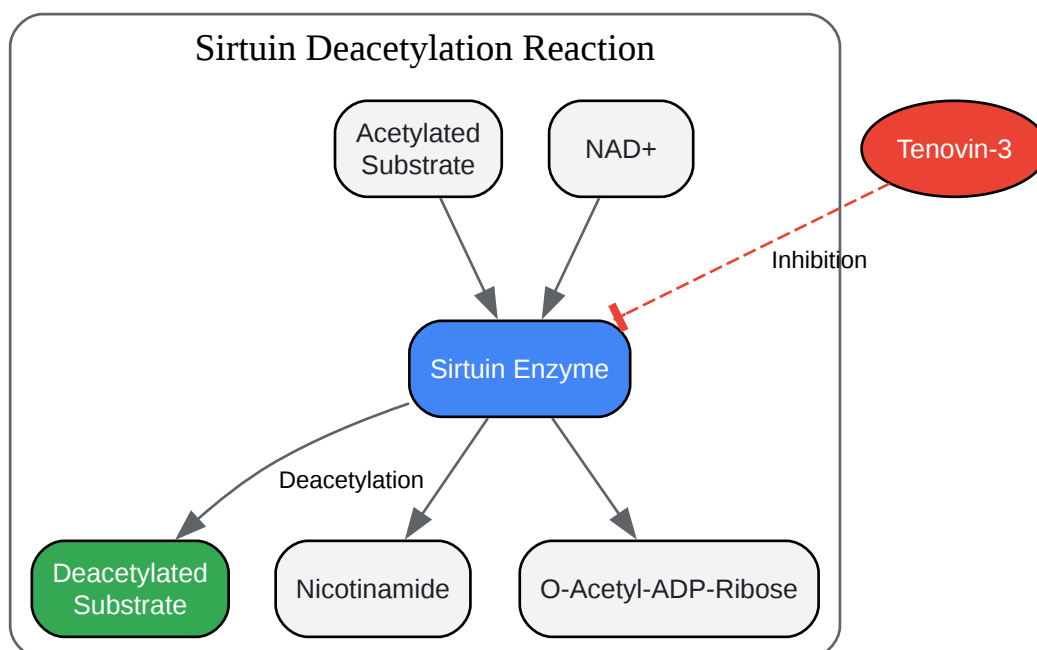 Sirtuin Deacetylation Reaction
Acetylated
Substrate
NAD+
Tenovin-3
Inhibition
Sirtuin Enzyme
Deacetylation
Deacetylated
Substrate
Nicotinamide
O-Acetyl-ADP-Ribose